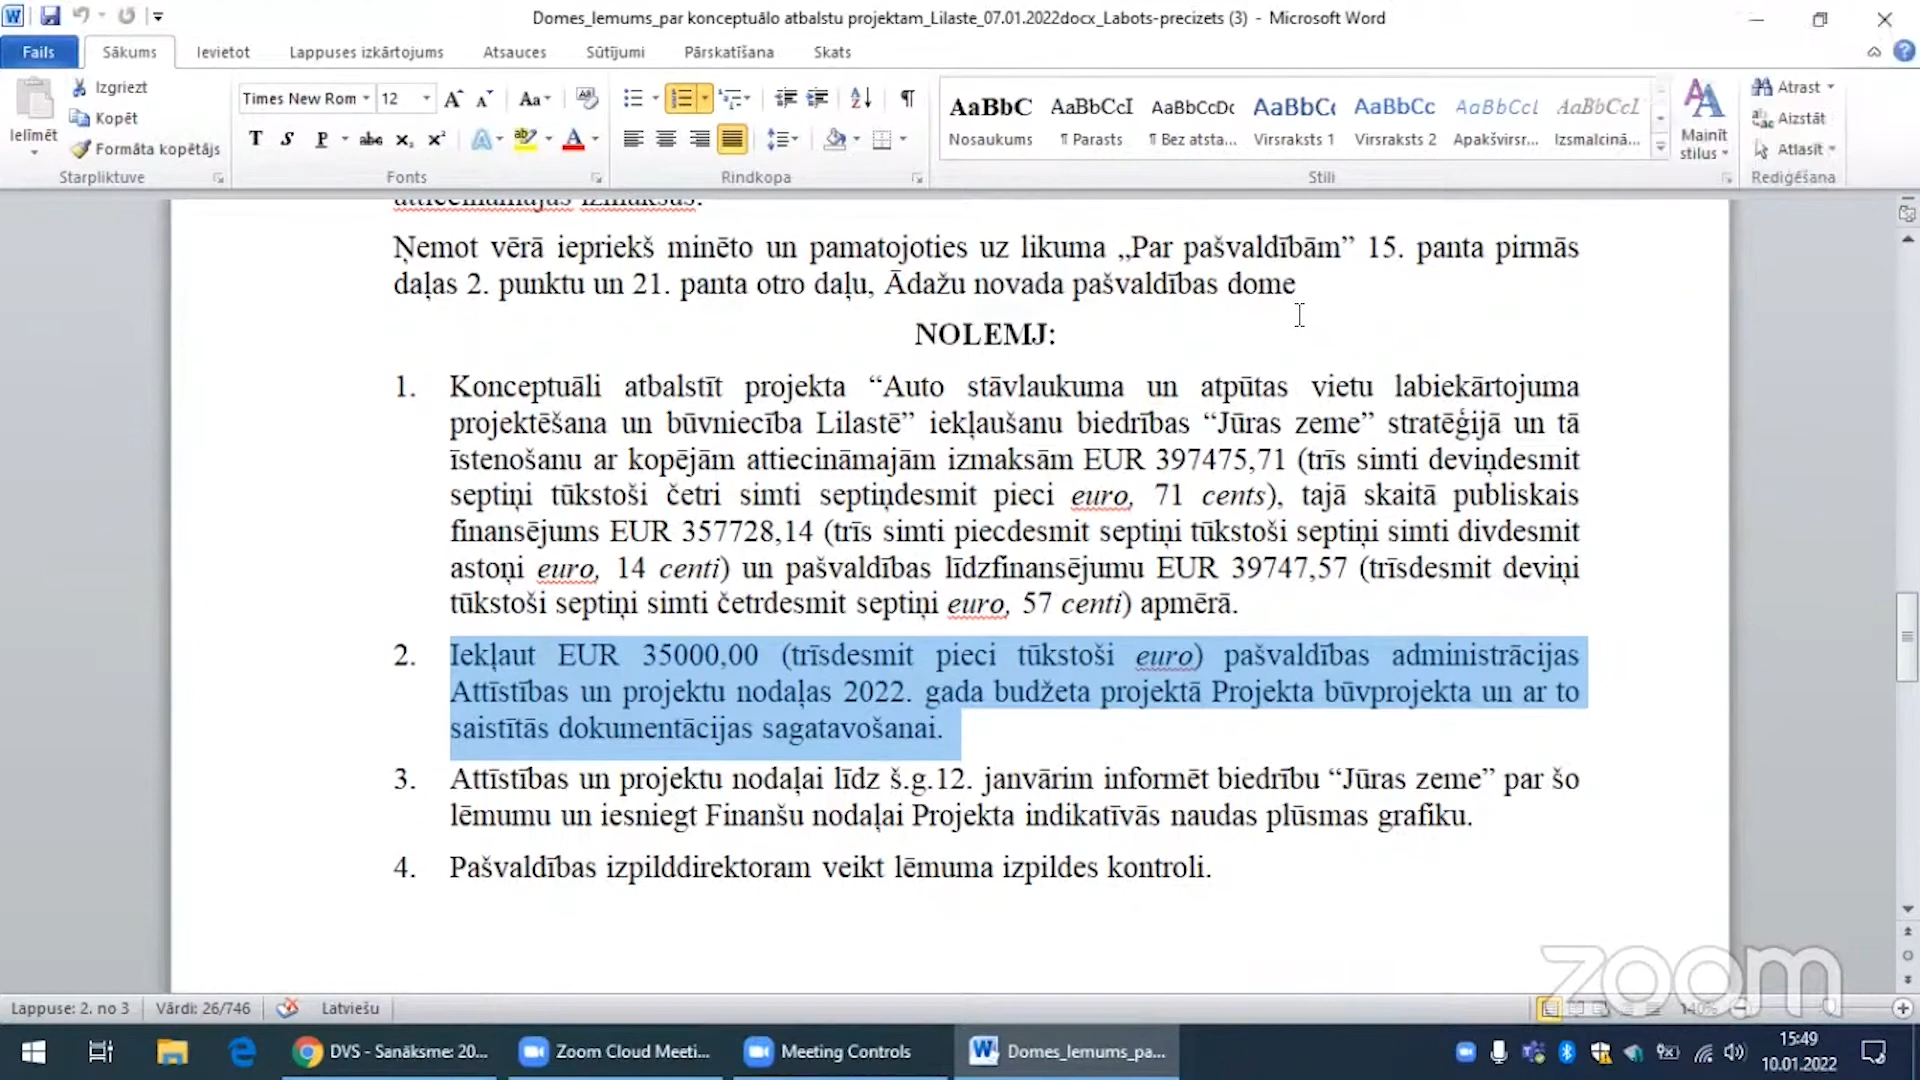 Domes_lemums_par konceptuālo atbalstu projektam_Lilaste_07.01.2022docx_Labots-precizets (3) - Microsoft Word
Fails Sākums Ievietot Lappuses izkārtojums Atsauces Sūtījumi Pārskatīšana Skats
Ielīmēt
Izgriezt
Kopēt
Formāta kopētājs
Starpliktuve
Times New Rom 12
Fonts
Rindkopa
AaBbC AaBbCcI AaBbCcDc AaBbCc AaBbCc AaBbCcL AaBbCcL
Nosaukums ¶ Parasts ¶ Bez atsta... Virsraksts 1 Virsraksts 2 Apakšvirsr... Izsmalcinā...
Stili
Mainīt stilus
Atrast
Aizstāt
Atlasīt
Rediģēšana
attiecināmajās izmaksās.
Ņemot vērā iepriekš minēto un pamatojoties uz likuma „Par pašvaldībām” 15. panta pirmās
daļas 2. punktu un 21. panta otro daļu, Ādažu novada pašvaldības dome
NOLEMJ:
1. Konceptuāli atbalstīt projekta “Auto stāvlaukuma un atpūtas vietu labiekārtojuma
projektēšana un būvniecība Lilastē” iekļaušanu biedrības “Jūras zeme” stratēģijā un tā
īstenošanu ar kopējām attiecināmajām izmaksām EUR 397475,71 (trīs simti deviņdesmit
septiņi tūkstoši četri simti septiņdesmit pieci euro, 71 cents), tajā skaitā publiskais
finansējums EUR 357728,14 (trīs simti piecdesmit septiņi tūkstoši septiņi simti divdesmit
astoņi euro, 14 centi) un pašvaldības līdzfinansējumu EUR 39747,57 (trīsdesmit deviņi
tūkstoši septiņi simti četrdesmit septiņi euro, 57 centi) apmērā.
2. Iekļaut EUR 35000,00 (trīsdesmit pieci tūkstoši euro) pašvaldības administrācijas
Attīstības un projektu nodaļas 2022. gada budžeta projektā Projekta būvprojekta un ar to
saistītās dokumentācijas sagatavošanai.
3. Attīstības un projektu nodaļai līdz š.g.12. janvārim informēt biedrību “Jūras zeme” par šo
lēmumu un iesniegt Finanšu nodaļai Projekta indikatīvās naudas plūsmas grafiku.
4. Pašvaldības izpilddirektoram veikt lēmuma izpildes kontroli.
zoom
Lappuse: 2. no 3 Vārdi: 26/746 Latviešu 140%
DVS - Sanāksme: 20... Zoom Cloud Meeti... Meeting Controls Domes_lemums_pa...
15:49
10.01.2022